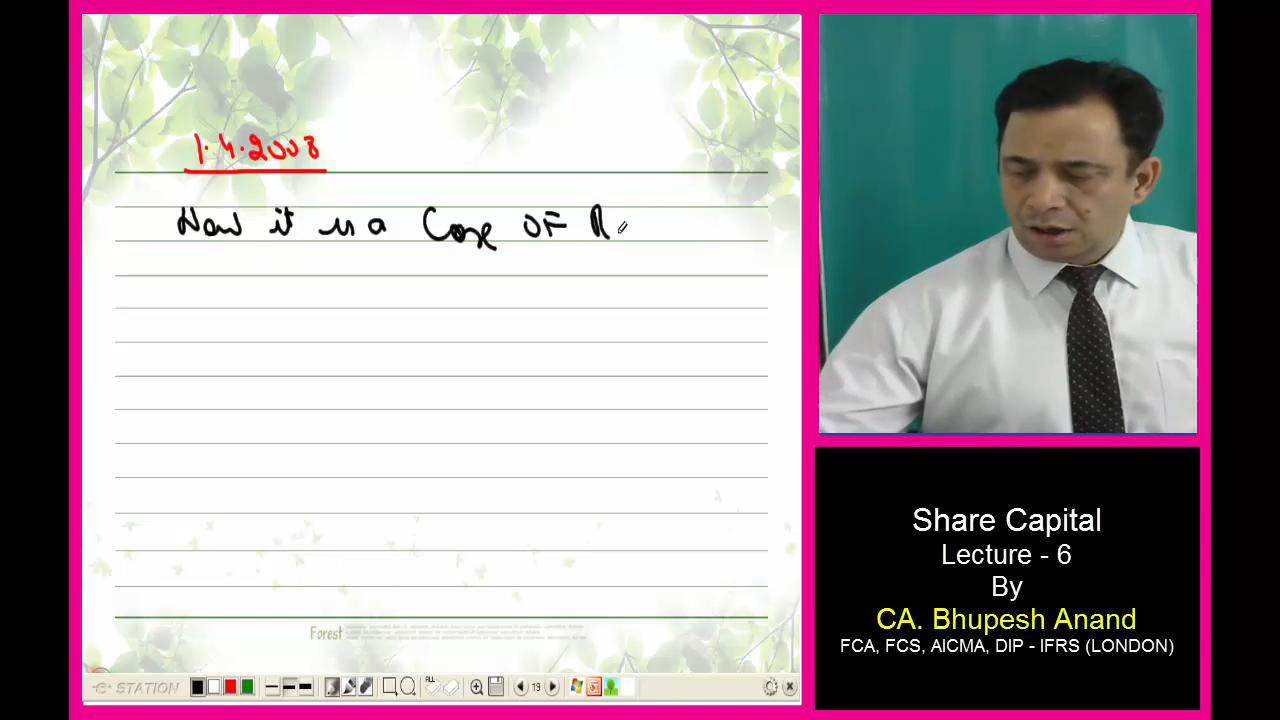 1.4.2008
Now it is a Case OF R
Forest
e-STATION
ALL
19
Share Capital
Lecture - 6
By
CA. Bhupesh Anand
FCA, FCS, AICMA, DIP - IFRS (LONDON)